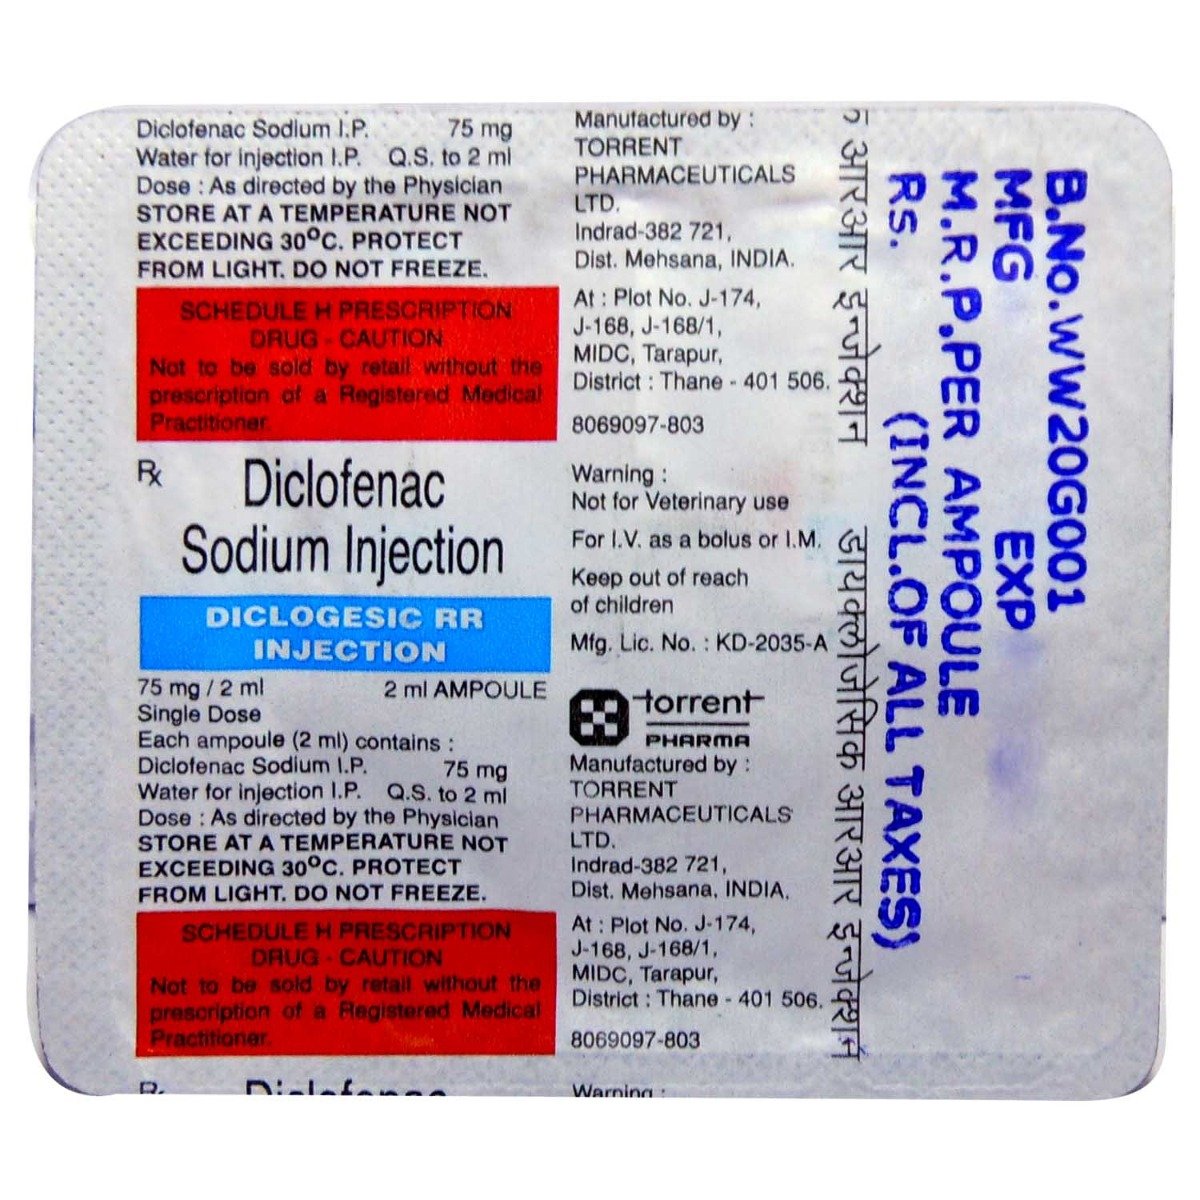 Diclofenac Sodium I.P. 75 mg
Water for injection I.P. Q.S. to 2 ml
Dose : As directed by the Physician
STORE AT A TEMPERATURE NOT
EXCEEDING 30⁰C. PROTECT
FROM LIGHT. DO NOT FREEZE.
SCHEDULE H PRESCRIPTION
DRUG - CAUTION
Not to be sold by retail without the
prescription of a Registered Medical
Practitioner.
Rx
Diclofenac
Sodium Injection
DICLOGESIC RR
INJECTION
75 mg / 2 ml 2 ml AMPOULE
Single Dose
Each ampoule (2 ml) contains :
Diclofenac Sodium I.P. 75 mg
Water for injection I.P. Q.S. to 2 ml
Dose : As directed by the Physician
STORE AT A TEMPERATURE NOT
EXCEEDING 30⁰C. PROTECT
FROM LIGHT. DO NOT FREEZE.
SCHEDULE H PRESCRIPTION
DRUG - CAUTION
Not to be sold by retail without the
prescription of a Registered Medical
Practitioner.
Rx
Diclofenac
Manufactured by :
TORRENT
PHARMACEUTICALS
LTD.
Indrad-382 721,
Dist. Mehsana, INDIA.
At : Plot No. J-174,
J-168, J-168/1,
MIDC, Tarapur,
District : Thane - 401 506.
8069097-803
Warning :
Not for Veterinary use
For I.V. as a bolus or I.M.
Keep out of reach
of children
Mfg. Lic. No. : KD-2035-A
torrent
PHARMA
Manufactured by :
TORRENT
PHARMACEUTICALS
LTD.
Indrad-382 721,
Dist. Mehsana, INDIA.
At : Plot No. J-174,
J-168, J-168/1,
MIDC, Tarapur,
District : Thane - 401 506.
8069097-803
Warning :
आरआर इन्जेक्शन
डायक्लोजेसिक आरआर इन्जेक्शन
B.No.WW20G001
MFG EXP
M.R.P.PER AMPOULE
Rs. (INCL.OF ALL TAXES)